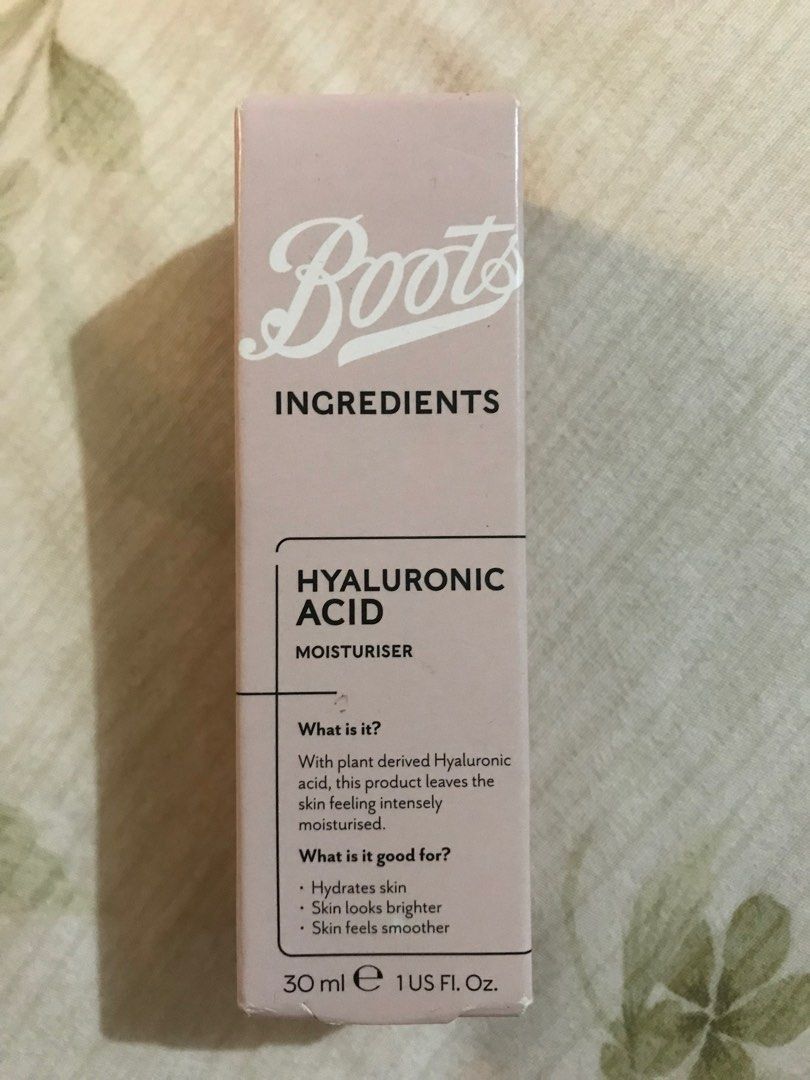 Boots
INGREDIENTS
HYALURONIC
ACID
MOISTURISER
What is it?
With plant derived Hyaluronic
acid, this product leaves the
skin feeling intensely
moisturised.
What is it good for?
• Hydrates skin
• Skin looks brighter
• Skin feels smoother
30 ml ℮ 1 US Fl. Oz.